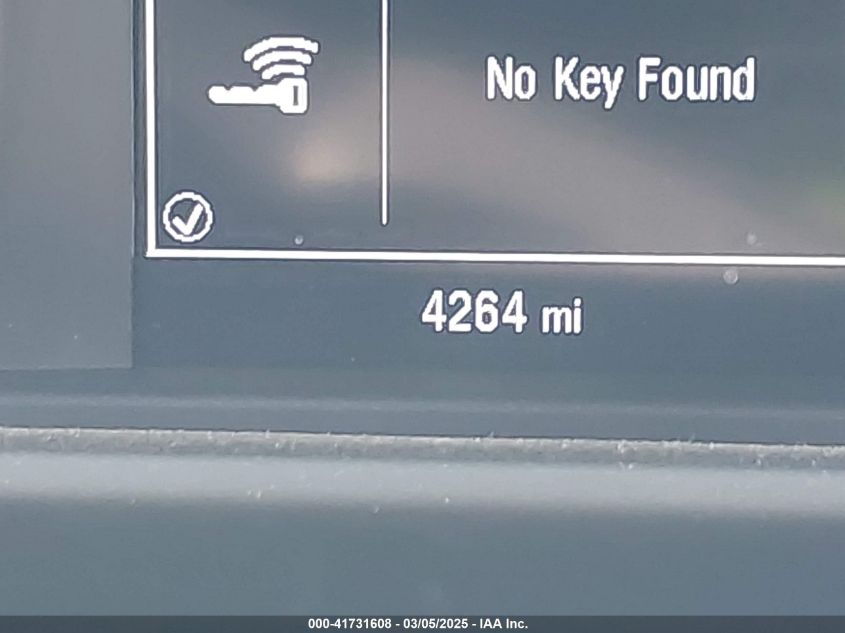 No Key Found
4264 mi
000-41731608 - 03/05/2025 - IAA Inc.